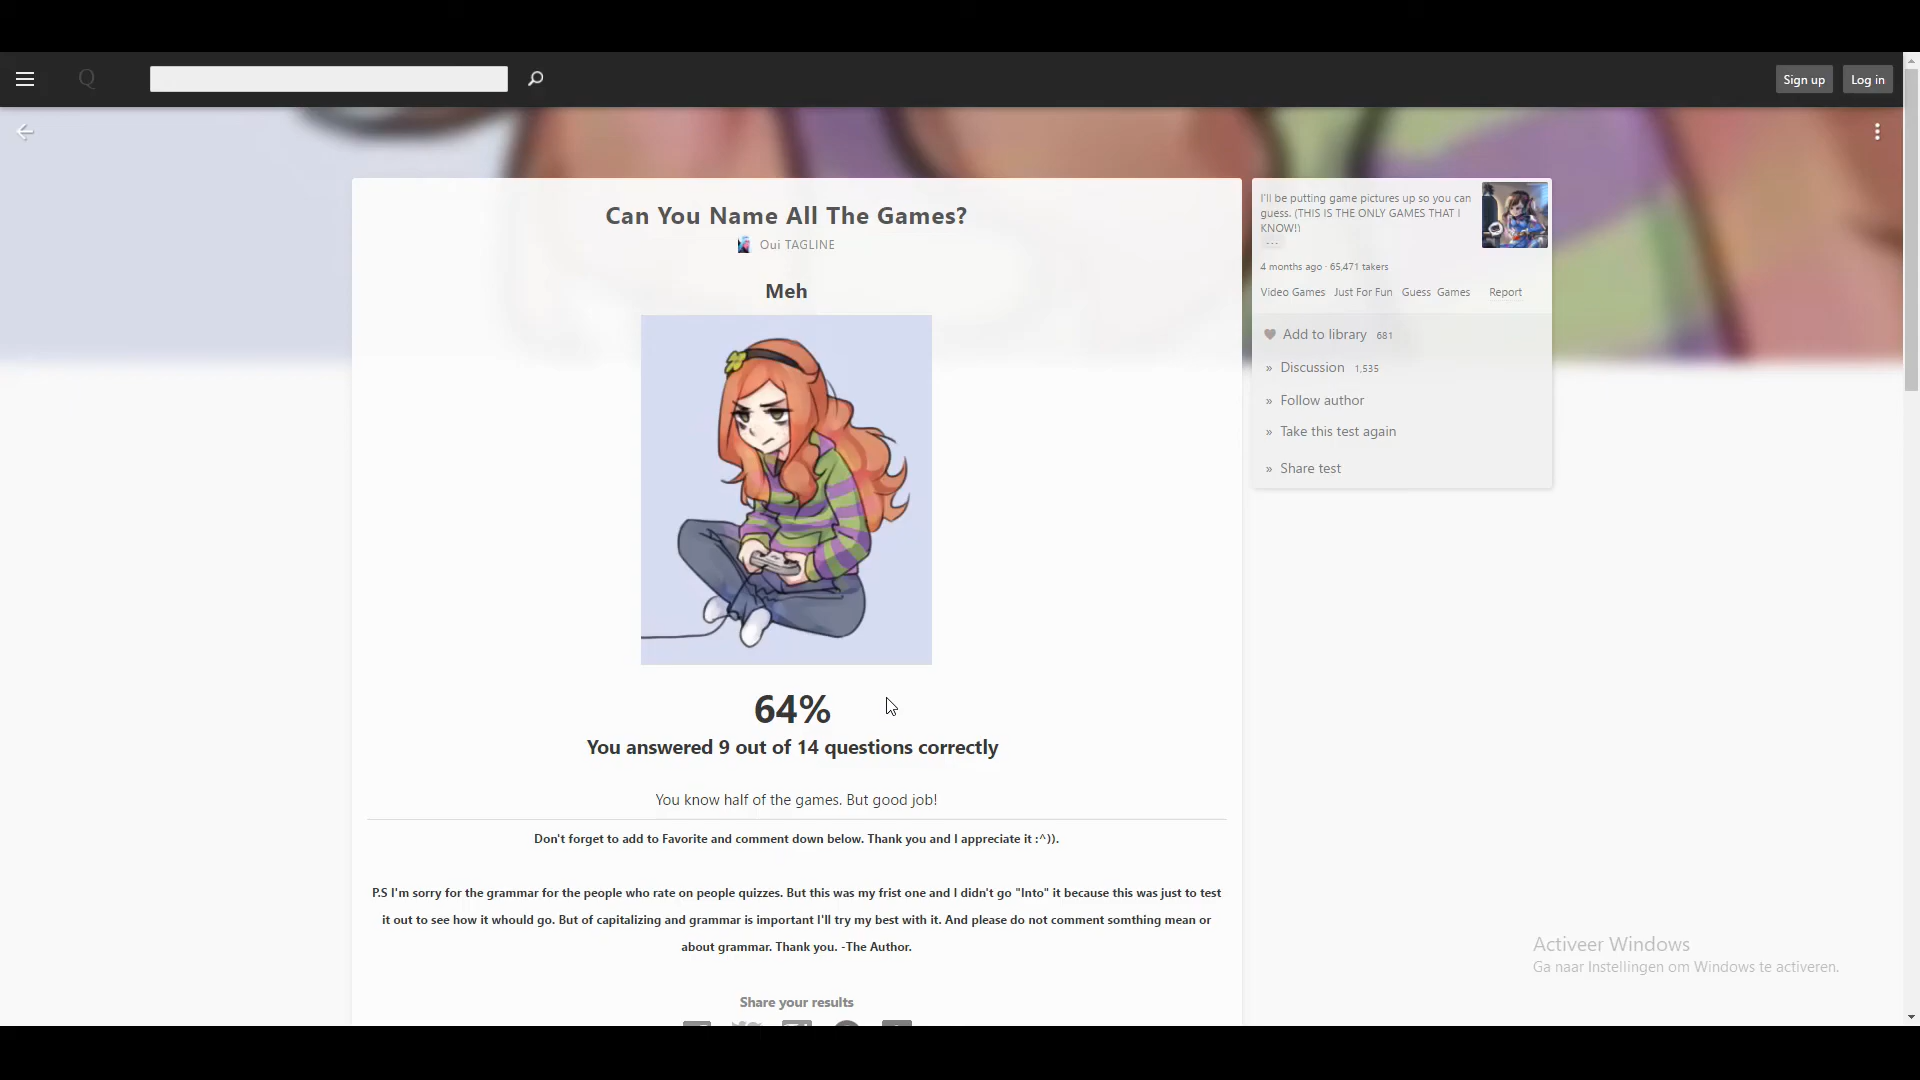 Q
Sign up
Log in
Can You Name All The Games?
Oui TAGLINE
Meh
64%
You answered 9 out of 14 questions correctly
You know half of the games. But good job!
Don't forget to add to Favorite and comment down below. Thank you and I appreciate it :^)).
P.S I'm sorry for the grammar for the people who rate on people quizzes. But this was my frist one and I didn't go "Into" it because this was just to test
it out to see how it whould go. But of capitalizing and grammar is important I'll try my best with it. And please do not comment somthing mean or
about grammar. Thank you. -The Author.
Share your results
I'll be putting game pictures up so you can
guess. (THIS IS THE ONLY GAMES THAT I
KNOW!)
...
4 months ago · 65,471 takers
Video Games Just For Fun Guess Games Report
Add to library 681
» Discussion 1,535
» Follow author
» Take this test again
» Share test
Activeer Windows
Ga naar Instellingen om Windows te activeren.